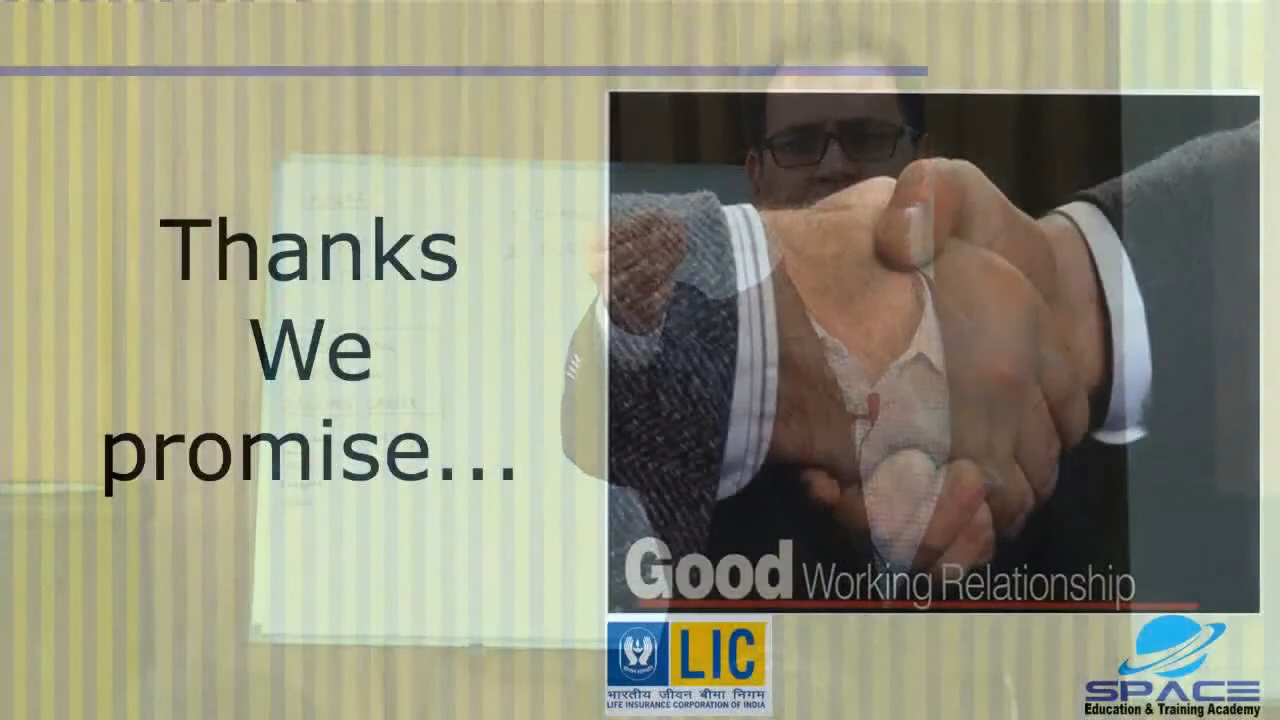 Thanks
We
promise...
Good Working Relationship
LIC
भारतीय जीवन बीमा निगम
LIFE INSURANCE CORPORATION OF INDIA
SPACE
Education & Training Academy